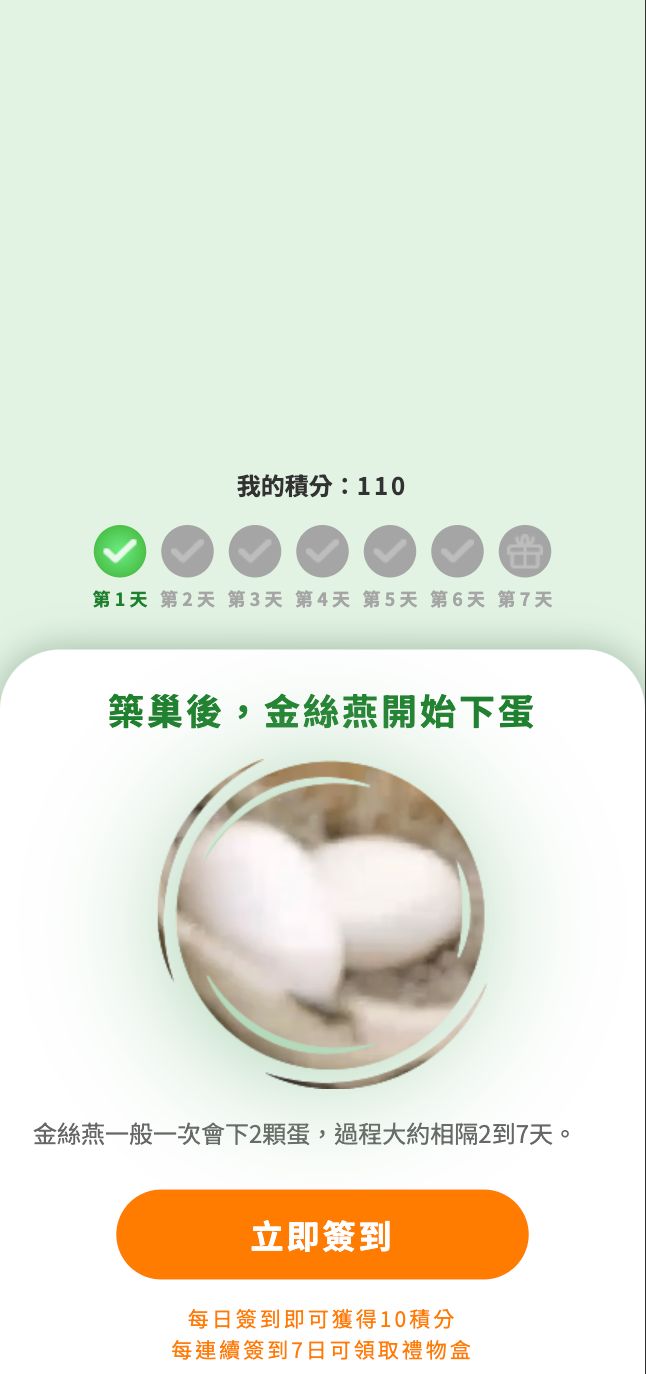 我的積分：110
第1天 第2天 第3天 第4天 第5天 第6天 第7天
築巢後，金絲燕開始下蛋
金絲燕一般一次會下2顆蛋，過程大約相隔2到7天。
立即簽到
每日簽到即可獲得10積分
每連續簽到7日可領取禮物盒